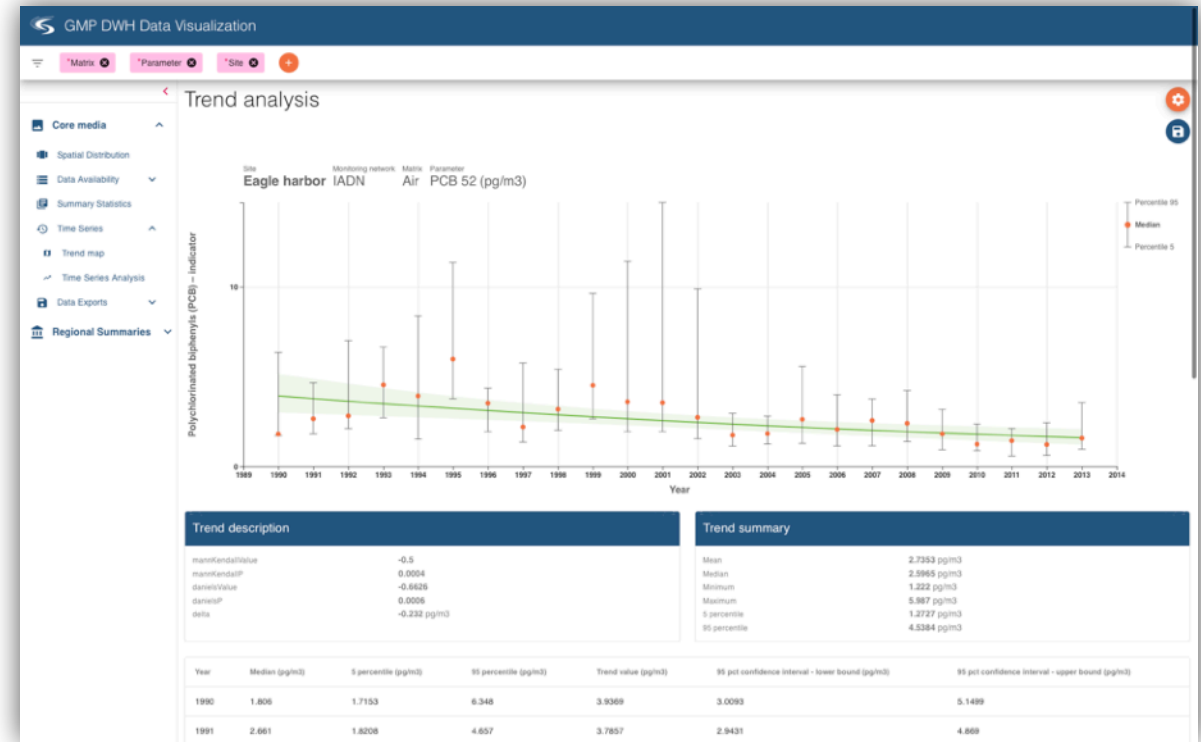 GMP DWH Data Visualization
*Matrix *Parameter *Site +
Trend analysis
Core media
Spatial Distribution
Data Availability
Summary Statistics
Time Series
Trend map
Time Series Analysis
Data Exports
Regional Summaries
Site Monitoring network Matrix Parameter
Eagle harbor IADN Air PCB 52 (pg/m3)
Percentile 95
Median
Percentile 5
Polychlorinated biphenyls (PCB) – indicator
10
0
1989 1990 1991 1992 1993 1994 1995 1996 1997 1998 1999 2000 2001 2002 2003 2004 2005 2006 2007 2008 2009 2010 2011 2012 2013 2014
Year
Trend description
mannKendallValue -0.5
mannKendallP 0.0004
danielsValue -0.6626
danielsP 0.0006
delta -0.232 pg/m3
Trend summary
Mean 2.7353 pg/m3
Median 2.5965 pg/m3
Minimum 1.222 pg/m3
Maximum 5.987 pg/m3
5 percentile 1.2727 pg/m3
95 percentile 4.5384 pg/m3
Year Median (pg/m3) 5 percentile (pg/m3) 95 percentile (pg/m3) Trend value (pg/m3) 95 pct confidence interval - lower bound (pg/m3) 95 pct confidence interval - upper bound (pg/m3)
1990 1.806 1.7153 6.348 3.9369 3.0093 5.1499
1991 2.661 1.8208 4.657 3.7857 2.9431 4.869